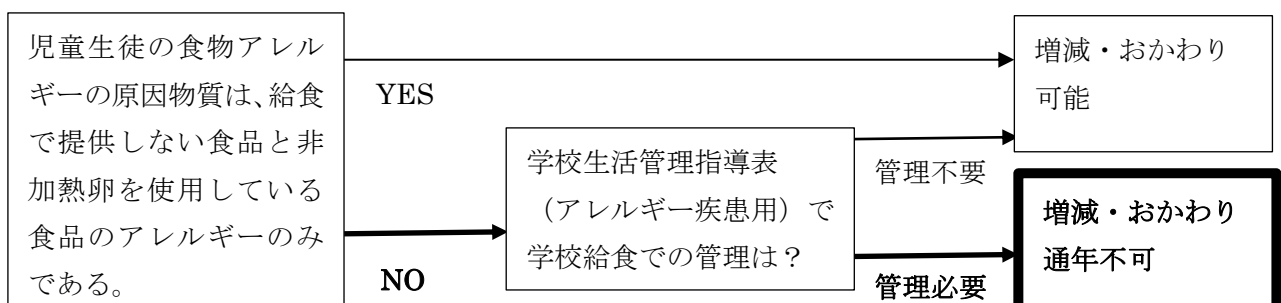 児童生徒の食物アレル
ギーの原因物質は、給食
で提供しない食品と非
加熱卵を使用している
食品のアレルギーのみ
である。
YES
NO
学校生活管理指導表
（アレルギー疾患用）で
学校給食での管理は？
管理不要
管理必要
増減・おかわり
可能
増減・おかわり
通年不可